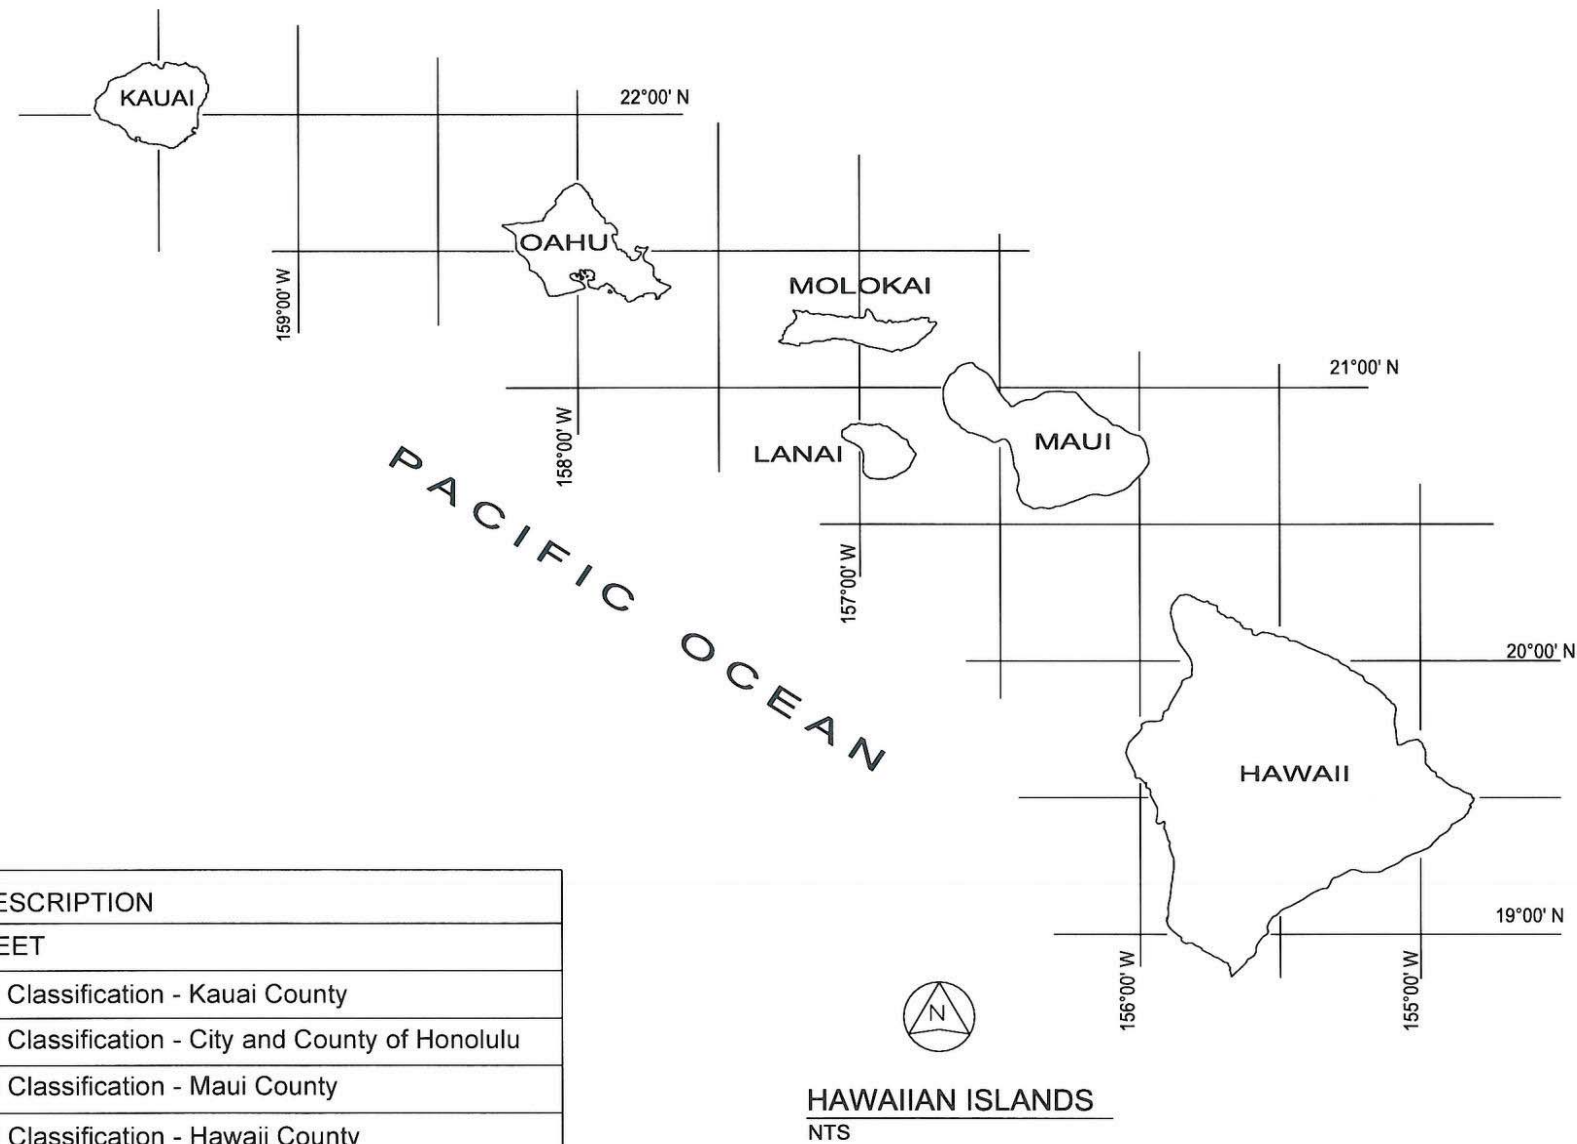 KAUAI
22°00' N
OAHU
159°00' W
MOLOKAI
21°00' N
158°00' W
LANAI
MAUI
PACIFIC OCEAN
157°00' W
20°00' N
HAWAII
19°00' N
156°00' W
155°00' W
N
HAWAIIAN ISLANDS
NTS
ESCRIPTION
EET
Classification - Kauai County
Classification - City and County of Honolulu
Classification - Maui County
Classification - Hawaii County